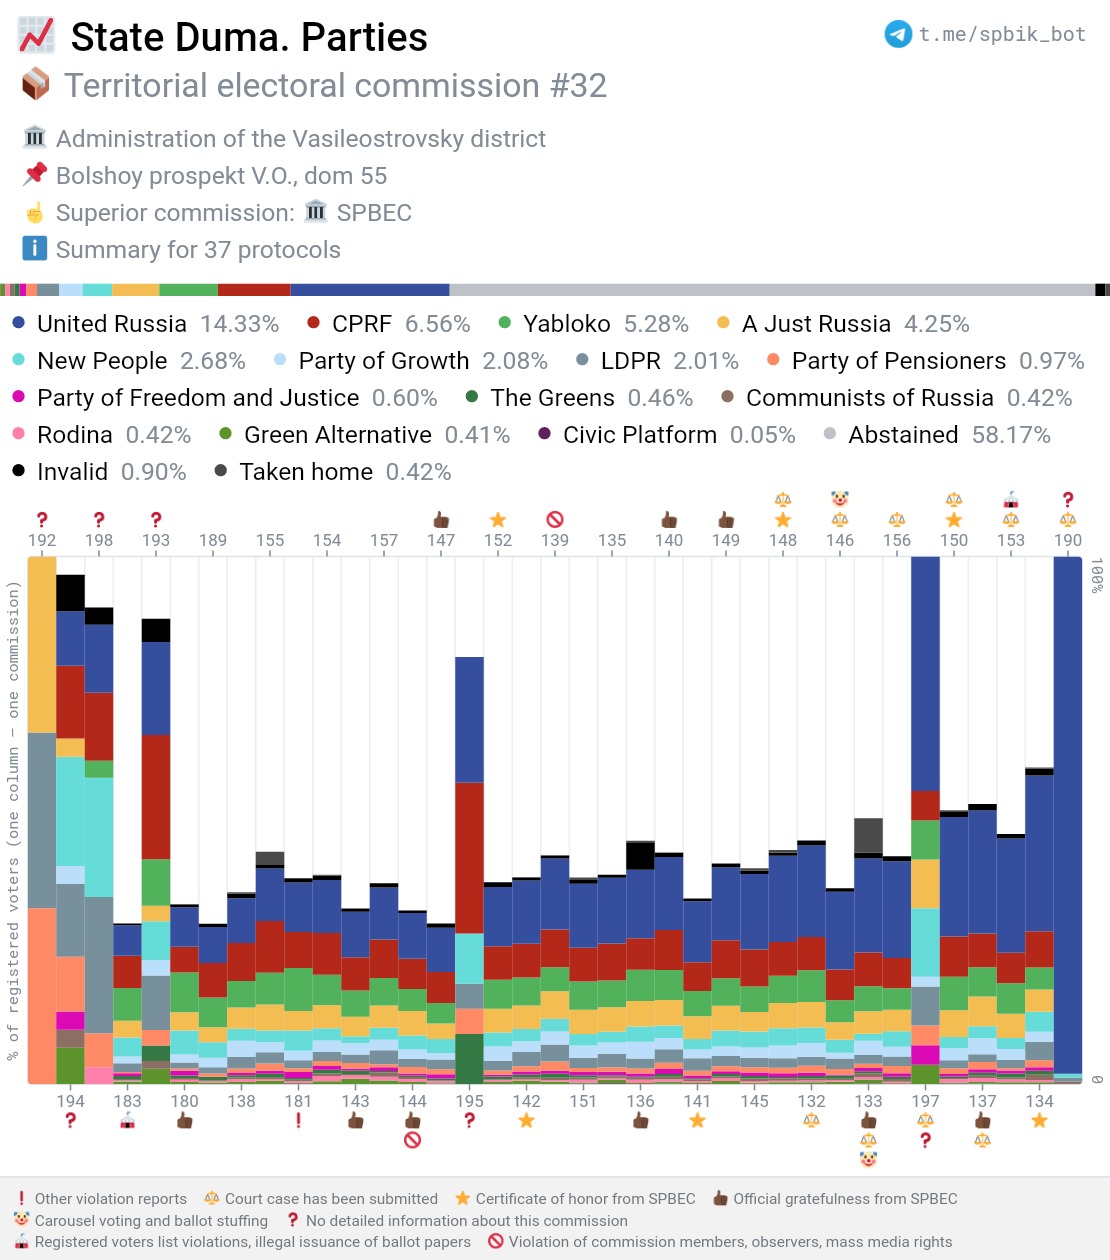 State Duma. Parties
t.me/spbik_bot
Territorial electoral commission #32
Administration of the Vasileostrovsky district
Bolshoy prospekt V.O., dom 55
Superior commission: SPBEC
Summary for 37 protocols
United Russia 14.33% CPRF 6.56% Yabloko 5.28% A Just Russia 4.25%
New People 2.68% Party of Growth 2.08% LDPR 2.01% Party of Pensioners 0.97%
Party of Freedom and Justice 0.60% The Greens 0.46% Communists of Russia 0.42%
Rodina 0.42% Green Alternative 0.41% Civic Platform 0.05% Abstained 58.17%
Invalid 0.90% Taken home 0.42%
192 198 193 189 155 154 157 147 152 139 135 140 149 148 146 156 150 153 190
% of registered voters (one column — one commission)
100%
0
194 183 180 138 181 143 144 195 142 151 136 141 145 132 133 197 137 134
Other violation reports Court case has been submitted Certificate of honor from SPBEC Official gratefulness from SPBEC
Carousel voting and ballot stuffing No detailed information about this commission
Registered voters list violations, illegal issuance of ballot papers Violation of commission members, observers, mass media rights